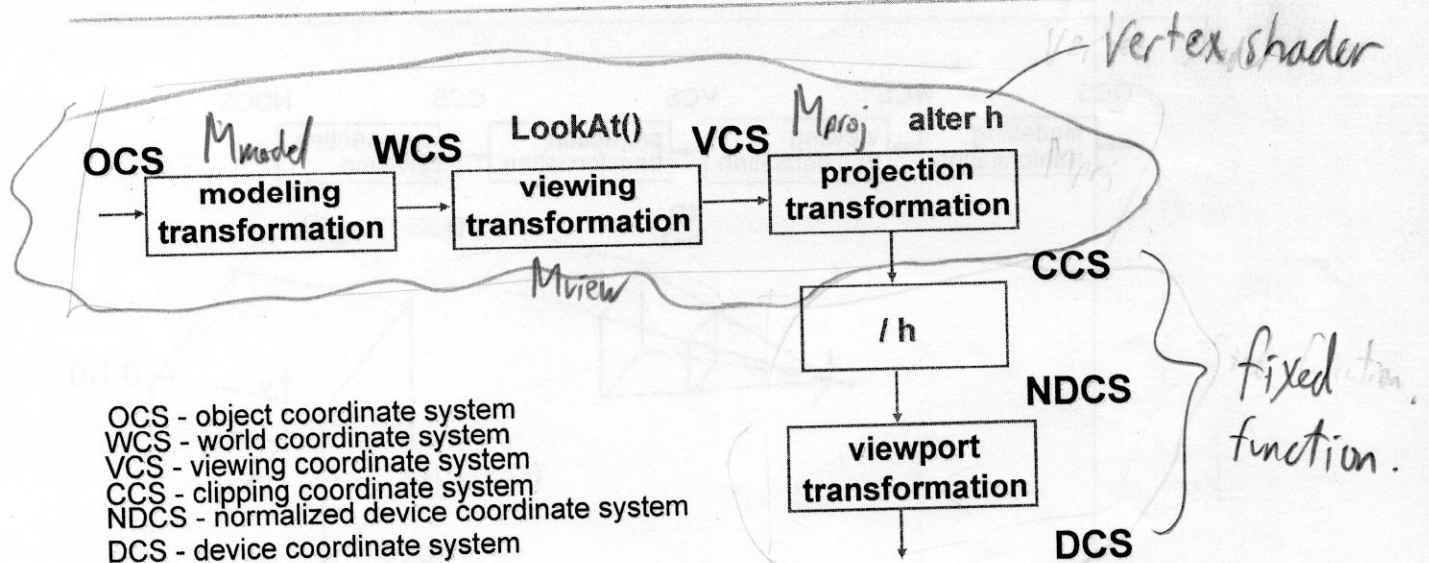 Vertex shader
Mmodel
LookAt()
Mproj
alter h
OCS
WCS
VCS
modeling
transformation
viewing
transformation
projection
transformation
Mview
CCS
/ h
NDCS
fixed
function.
viewport
transformation
DCS
OCS - object coordinate system
WCS - world coordinate system
VCS - viewing coordinate system
CCS - clipping coordinate system
NDCS - normalized device coordinate system
DCS - device coordinate system